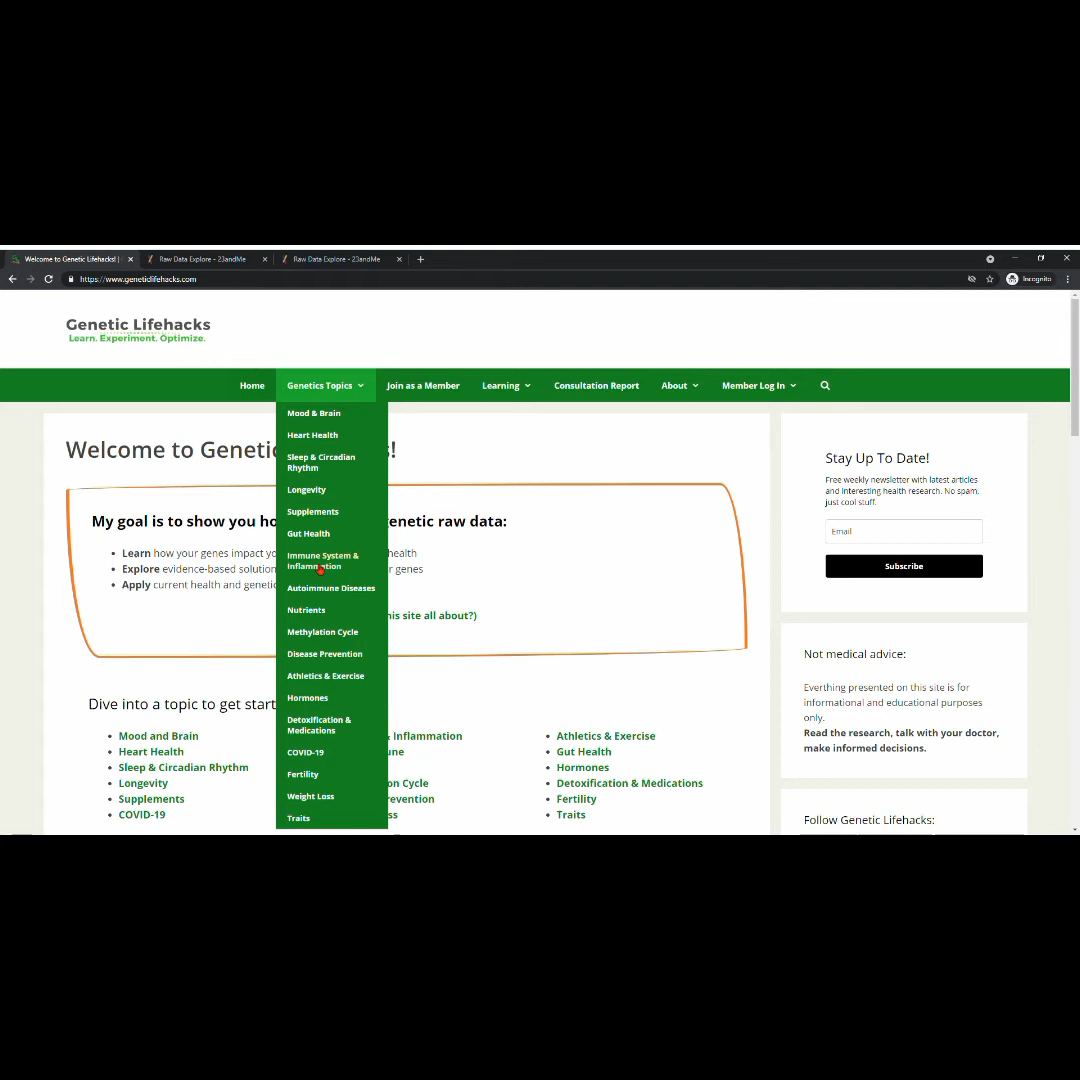 Welcome to Genetic Lifehacks! |
Raw Data Explore - 23andMe
Raw Data Explore - 23andMe
https://www.geneticlifehacks.com
Incognito
Genetic Lifehacks
Learn. Experiment. Optimize.
Home
Genetics Topics
Join as a Member
Learning
Consultation Report
About
Member Log In
Mood & Brain
Heart Health
Sleep & Circadian
Rhythm
Longevity
Supplements
Gut Health
Immune System &
Inflammation
Autoimmune Diseases
Nutrients
Methylation Cycle
Disease Prevention
Athletics & Exercise
Hormones
Detoxification &
Medications
COVID-19
Fertility
Weight Loss
Traits
Welcome to Genetic s!
My goal is to show you ho enetic raw data:
• Learn how your genes impact yo health
• Explore evidence-based solution r genes
• Apply current health and genetic
his site all about?)
Dive into a topic to get start
• Mood and Brain
• Heart Health
• Sleep & Circadian Rhythm
• Longevity
• Supplements
• COVID-19
& Inflammation
ne
on Cycle
revention
ss
• Athletics & Exercise
• Gut Health
• Hormones
• Detoxification & Medications
• Fertility
• Traits
Stay Up To Date!
Free weekly newsletter with latest articles
and interesting health research. No spam,
just cool stuff.
Email
Subscribe
Not medical advice:
Everthing presented on this site is for
informational and educational purposes
only.
Read the research, talk with your doctor,
make informed decisions.
Follow Genetic Lifehacks: